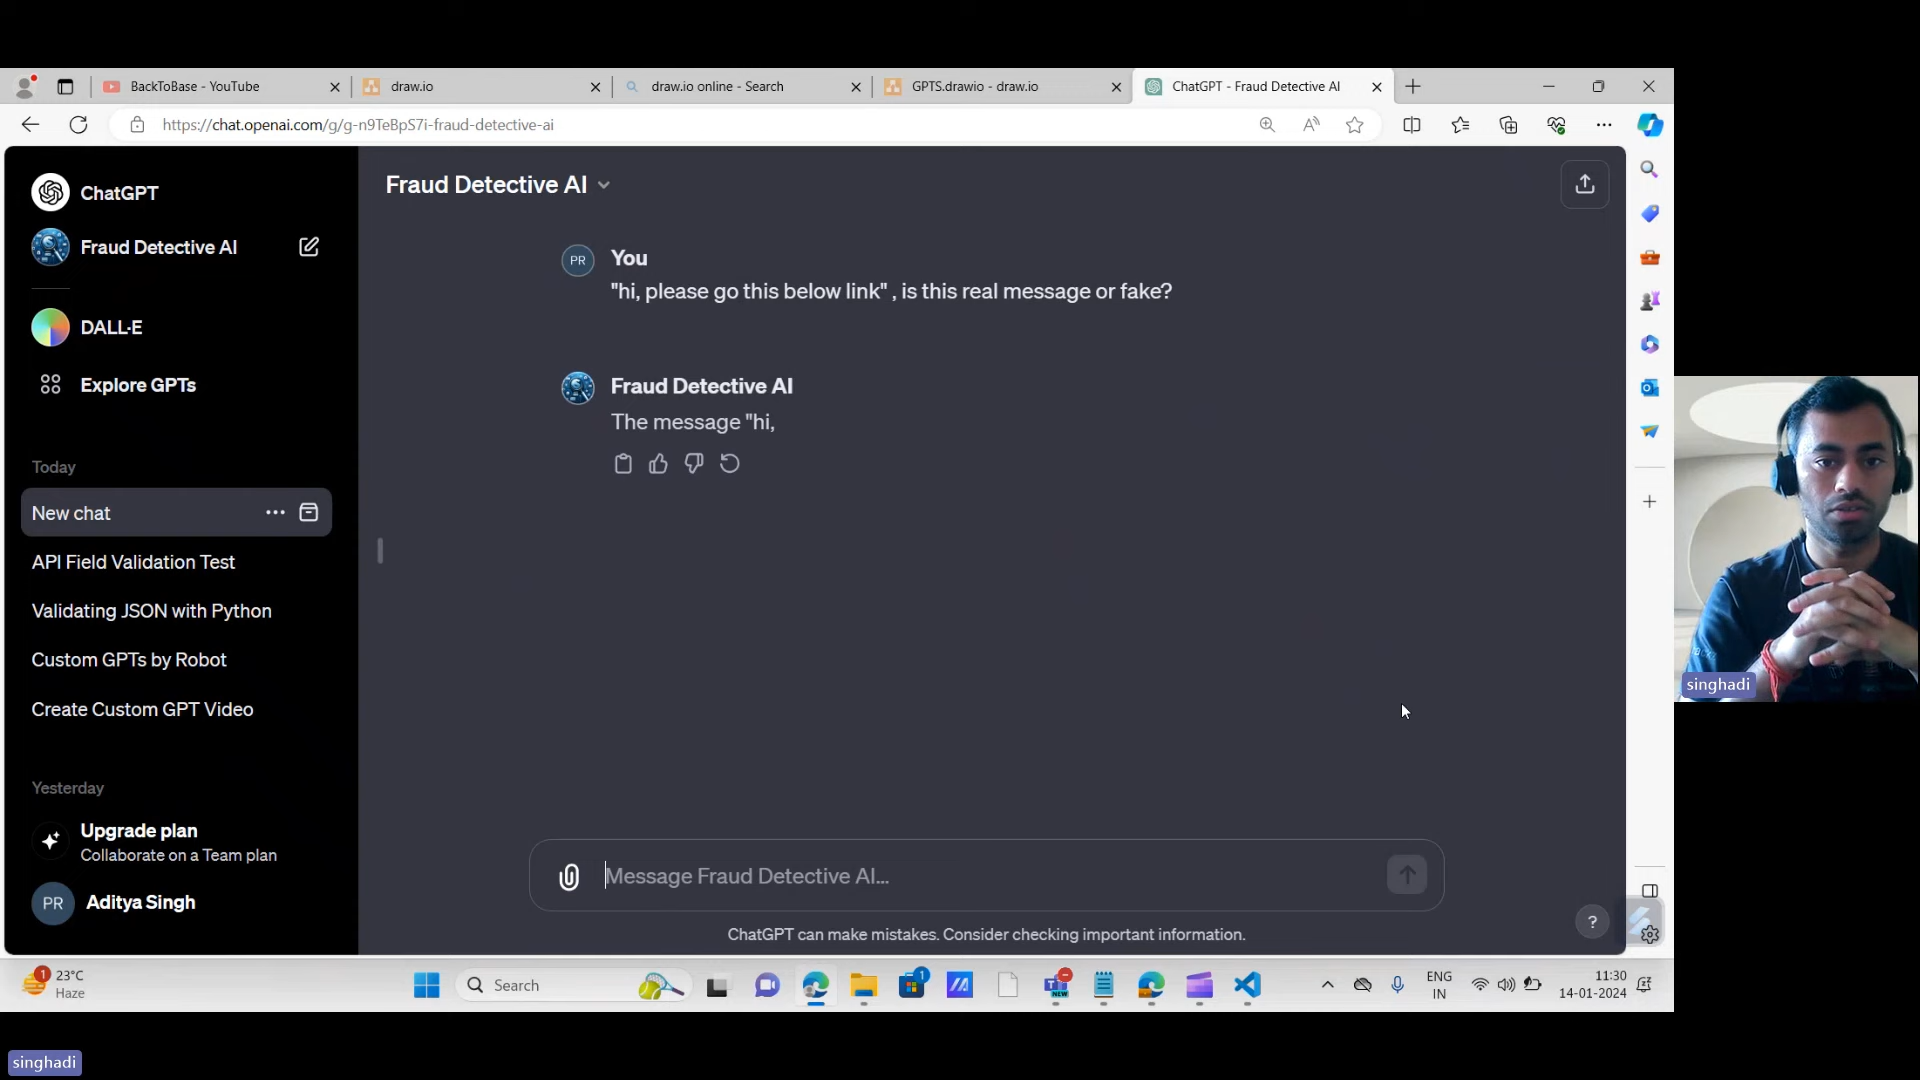 BackToBase - YouTube
draw.io
draw.io online - Search
GPTS.drawio - draw.io
ChatGPT - Fraud Detective AI
https://chat.openai.com/g/g-n9TeBpS7i-fraud-detective-ai
ChatGPT
Fraud Detective AI
DALL·E
Explore GPTs
Today
New chat
API Field Validation Test
Validating JSON with Python
Custom GPTs by Robot
Create Custom GPT Video
Yesterday
Upgrade plan
Collaborate on a Team plan
PR
Aditya Singh
Fraud Detective AI
PR
You
"hi, please go this below link" , is this real message or fake?
Fraud Detective AI
The message "hi,
Message Fraud Detective AI...
ChatGPT can make mistakes. Consider checking important information.
?
singhadi
1
23°C
Haze
Search
1
NEW
ENG
IN
11:30
14-01-2024
singhadi